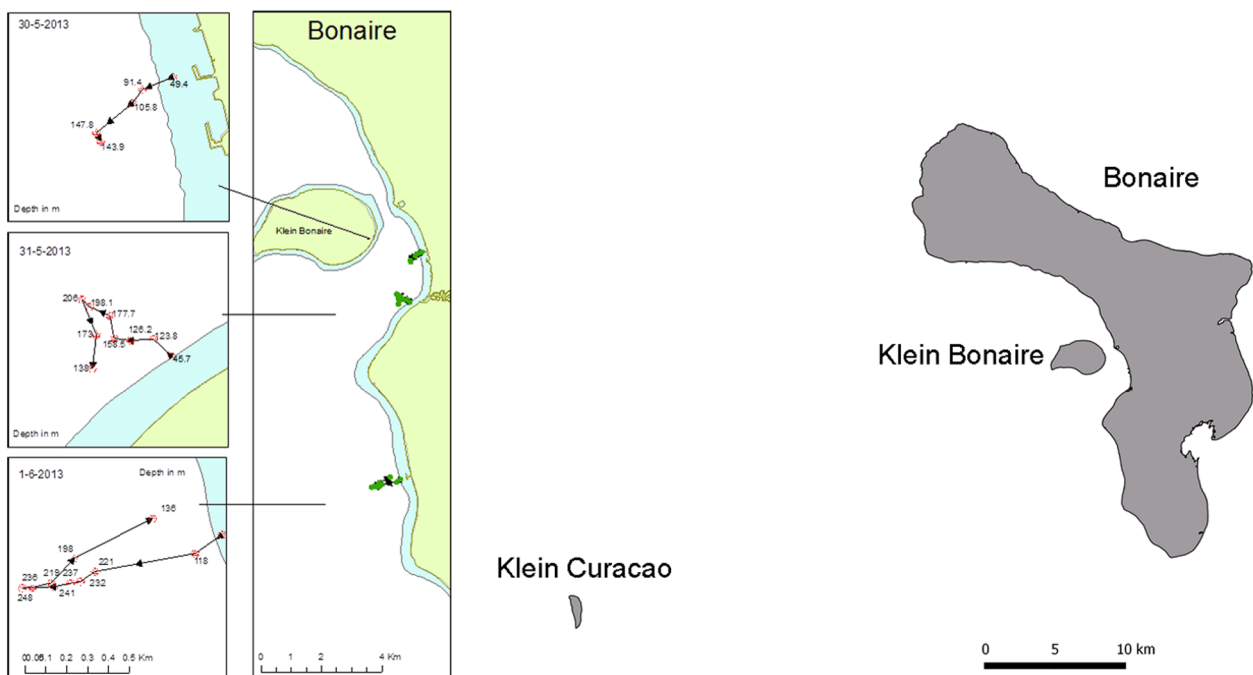 30-5-2013
91.4
49.4
105.8
147.8
143.9
Depth in m
31-5-2013
206
198.1
177.7
173
158.5
126.2
123.8
45.7
138
Depth in m
1-6-2013
Depth in m
136
198
221
118
236
219
237
232
248
241
0 0.05 0.1 0.2 0.3 0.4 0.5 Km
Bonaire
Klein Bonaire
0 2 4 Km
Bonaire
Klein Bonaire
Klein Curacao
0 5 10 km